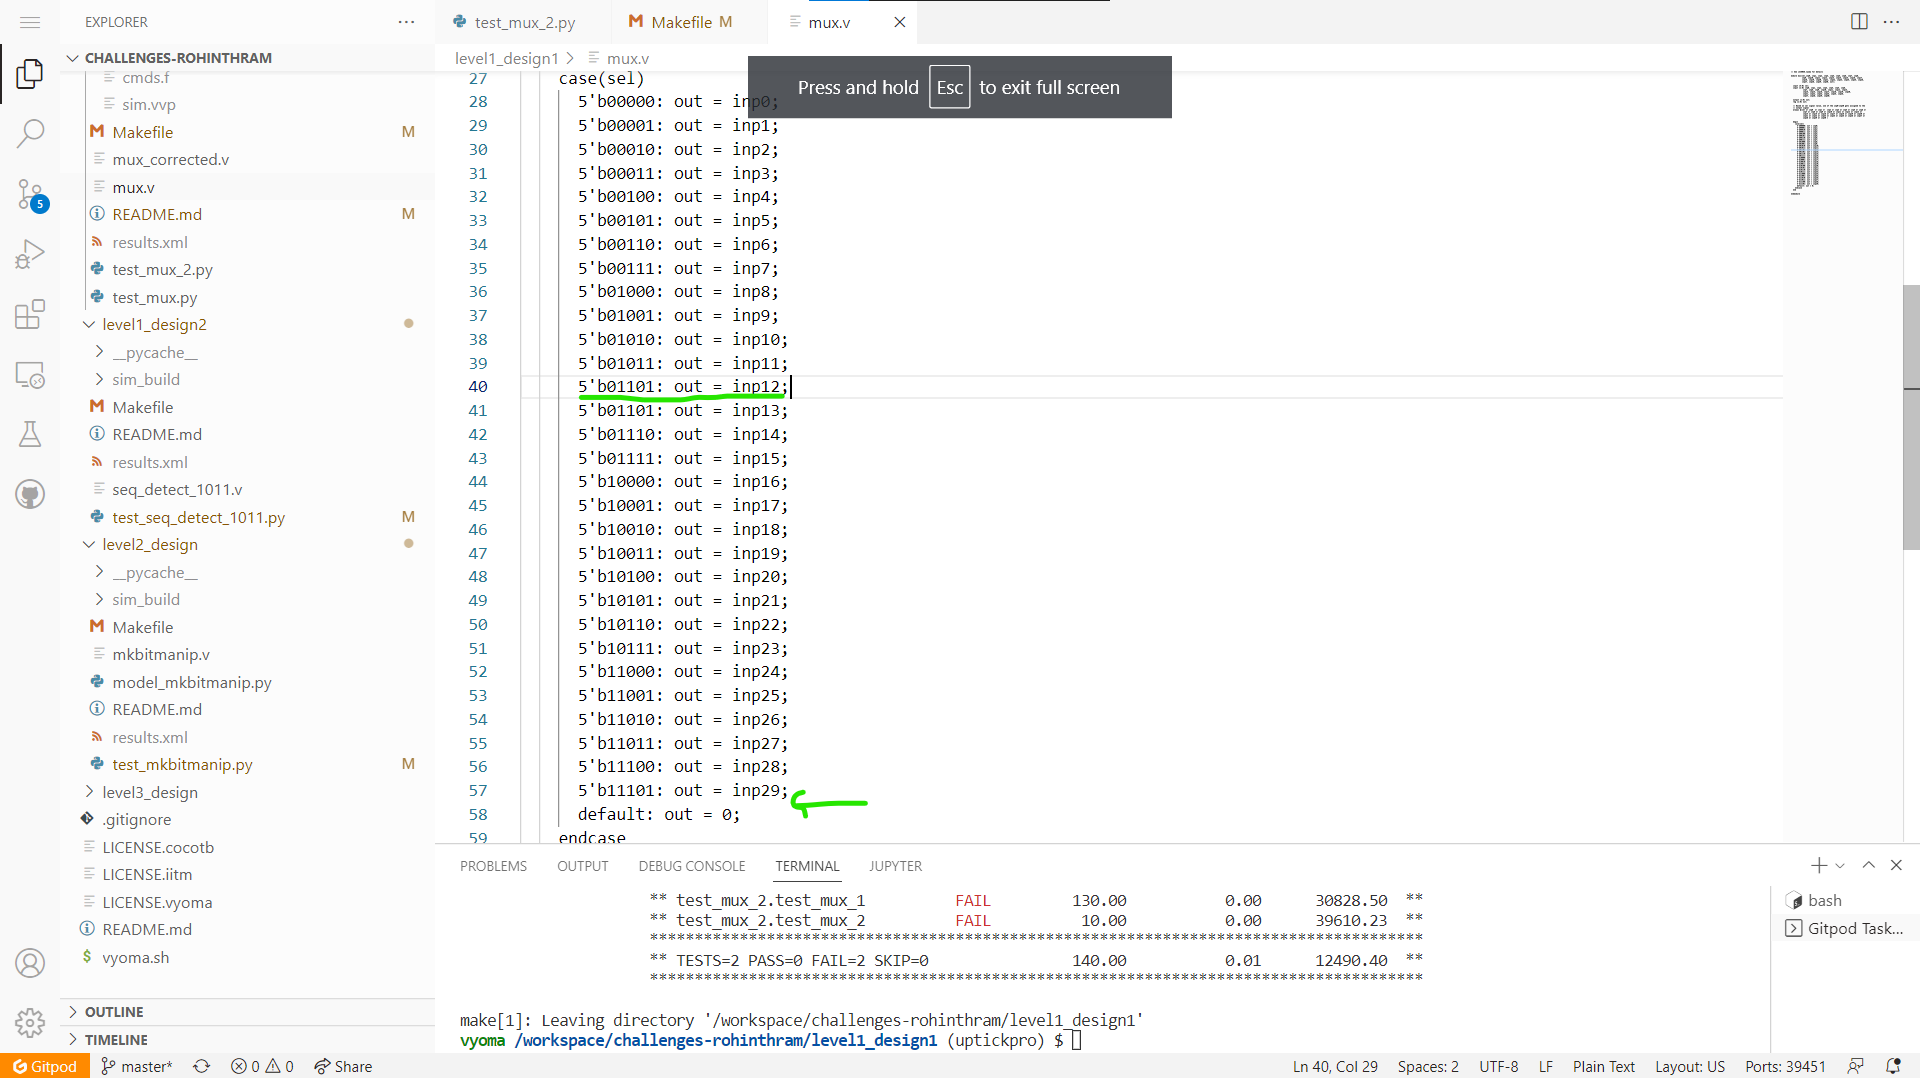 EXPLORER
CHALLENGES-ROHINTHRAM
cmds.f
sim.vvp
Makefile M
mux_corrected.v
mux.v
README.md M
results.xml
test_mux_2.py
test_mux.py
level1_design2
__pycache__
sim_build
Makefile
README.md
results.xml
seq_detect_1011.v
test_seq_detect_1011.py M
level2_design
__pycache__
sim_build
Makefile
mkbitmanip.v
model_mkbitmanip.py
README.md
results.xml
test_mkbitmanip.py M
level3_design
.gitignore
LICENSE.cocotb
LICENSE.iitm
LICENSE.vyoma
README.md
vyoma.sh
OUTLINE
TIMELINE
5
test_mux_2.py
Makefile M
mux.v
level1_design1 > mux.v
Press and hold Esc to exit full screen
27 case(sel)
28 5'b00000: out = inp0;
29 5'b00001: out = inp1;
30 5'b00010: out = inp2;
31 5'b00011: out = inp3;
32 5'b00100: out = inp4;
33 5'b00101: out = inp5;
34 5'b00110: out = inp6;
35 5'b00111: out = inp7;
36 5'b01000: out = inp8;
37 5'b01001: out = inp9;
38 5'b01010: out = inp10;
39 5'b01011: out = inp11;
40 5'b01101: out = inp12;
41 5'b01101: out = inp13;
42 5'b01110: out = inp14;
43 5'b01111: out = inp15;
44 5'b10000: out = inp16;
45 5'b10001: out = inp17;
46 5'b10010: out = inp18;
47 5'b10011: out = inp19;
48 5'b10100: out = inp20;
49 5'b10101: out = inp21;
50 5'b10110: out = inp22;
51 5'b10111: out = inp23;
52 5'b11000: out = inp24;
53 5'b11001: out = inp25;
54 5'b11010: out = inp26;
55 5'b11011: out = inp27;
56 5'b11100: out = inp28;
57 5'b11101: out = inp29;
58 default: out = 0;
59 endcase
PROBLEMS OUTPUT DEBUG CONSOLE TERMINAL JUPYTER
** test_mux_2.test_mux_1 FAIL 130.00 0.00 30828.50 **
** test_mux_2.test_mux_2 FAIL 10.00 0.00 39610.23 **
**************************************************************************************
** TESTS=2 PASS=0 FAIL=2 SKIP=0 140.00 0.01 12490.40 **
**************************************************************************************
make[1]: Leaving directory '/workspace/challenges-rohinthram/level1_design1'
vyoma /workspace/challenges-rohinthram/level1_design1 (uptickpro) $
bash
Gitpod Task...
Gitpod master* 0 0 Share Ln 40, Col 29 Spaces: 2 UTF-8 LF Plain Text Layout: US Ports: 39451